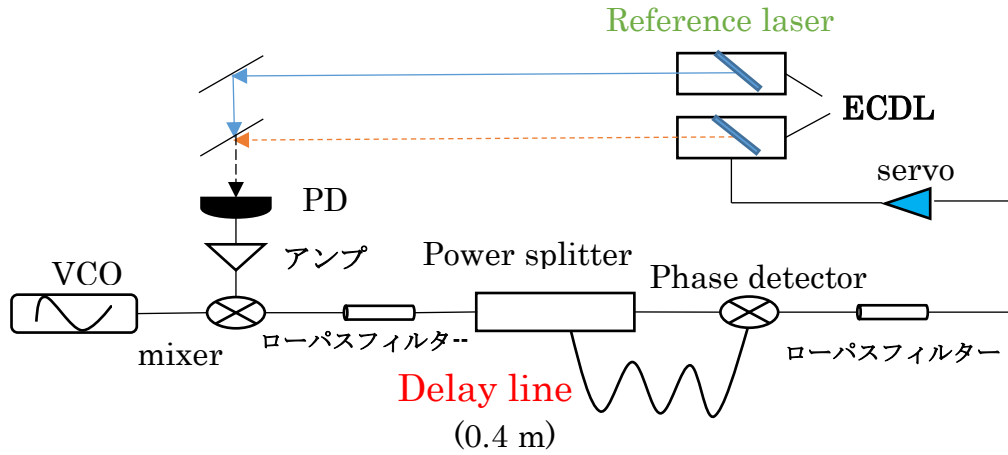 Reference laser
ECDL
servo
PD
アンプ
VCO
Power splitter
Phase detector
mixer
ローパスフィルタ--
ローパスフィルター
Delay line
(0.4 m)